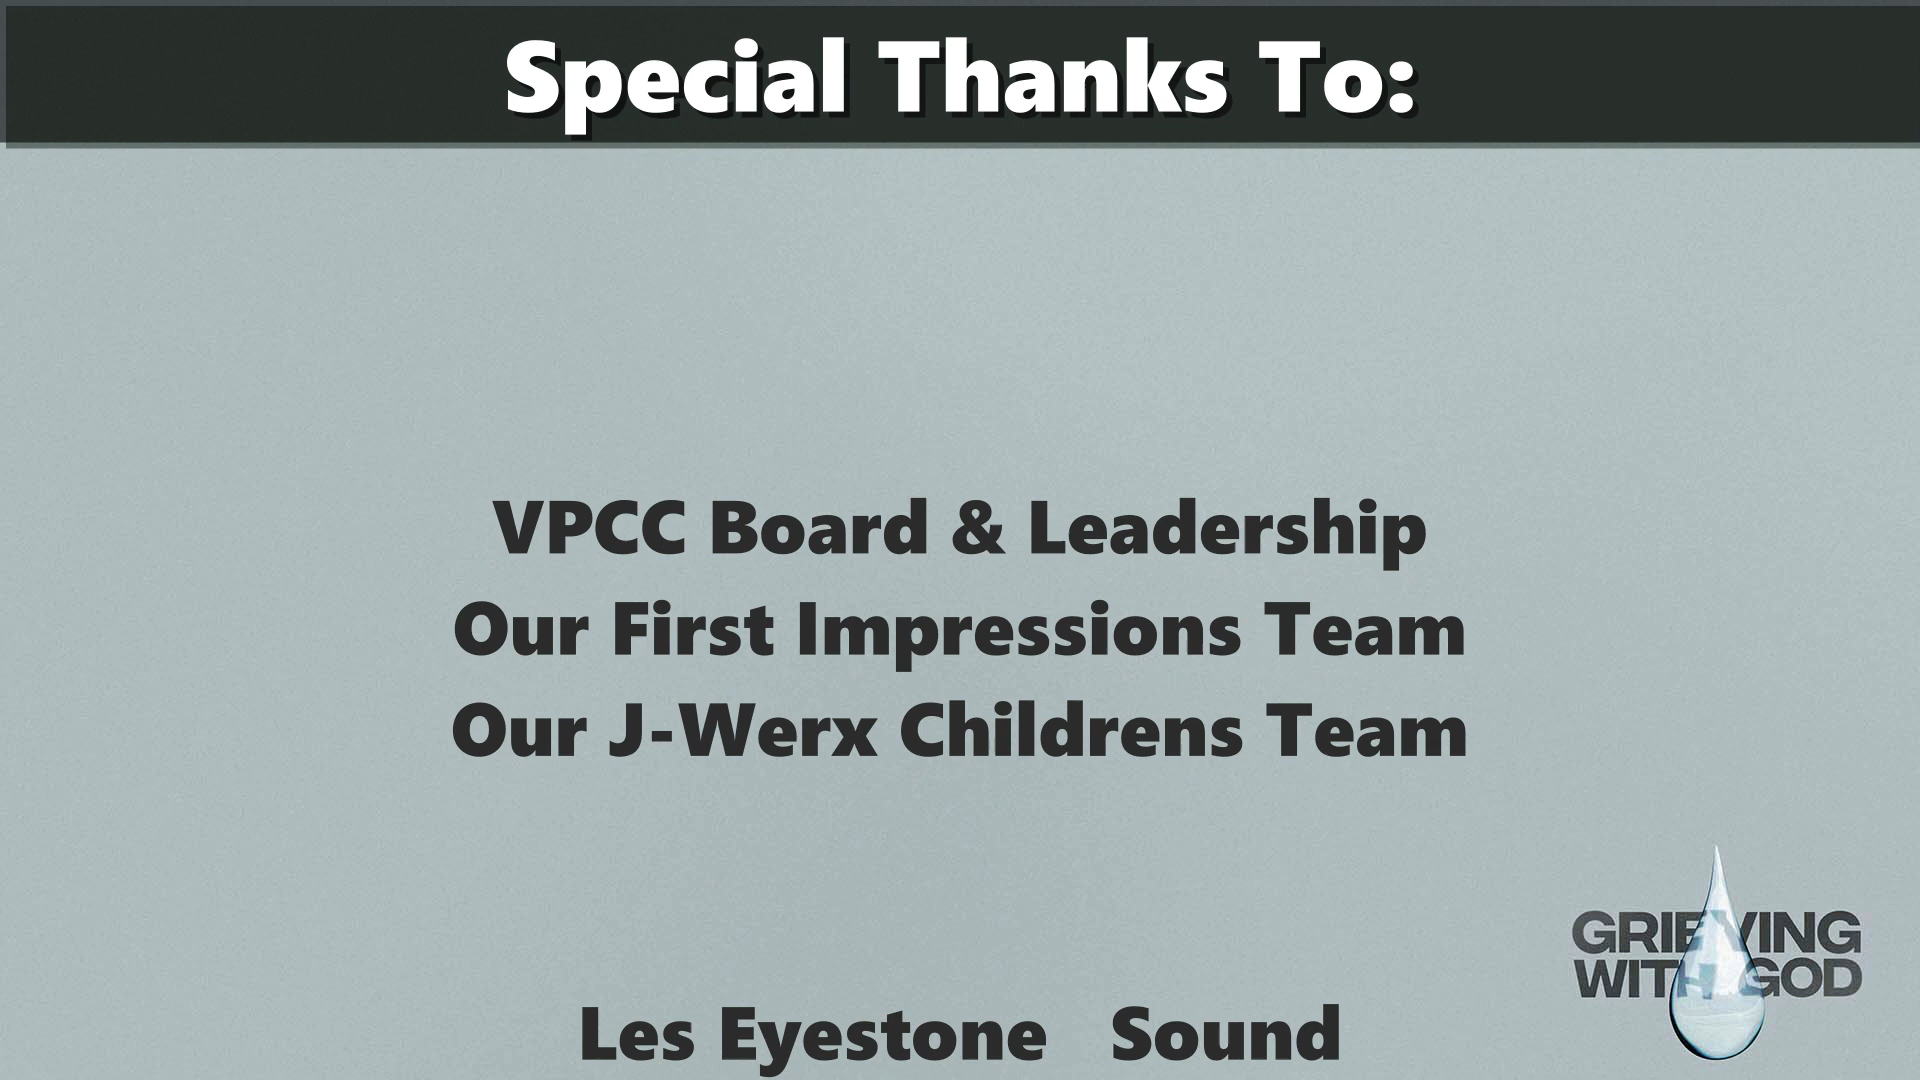 Special Thanks To:
VPCC Board & Leadership
Our First Impressions Team
Our J-Werx Childrens Team
GRIEVING
WITH GOD
Les Eyestone Sound